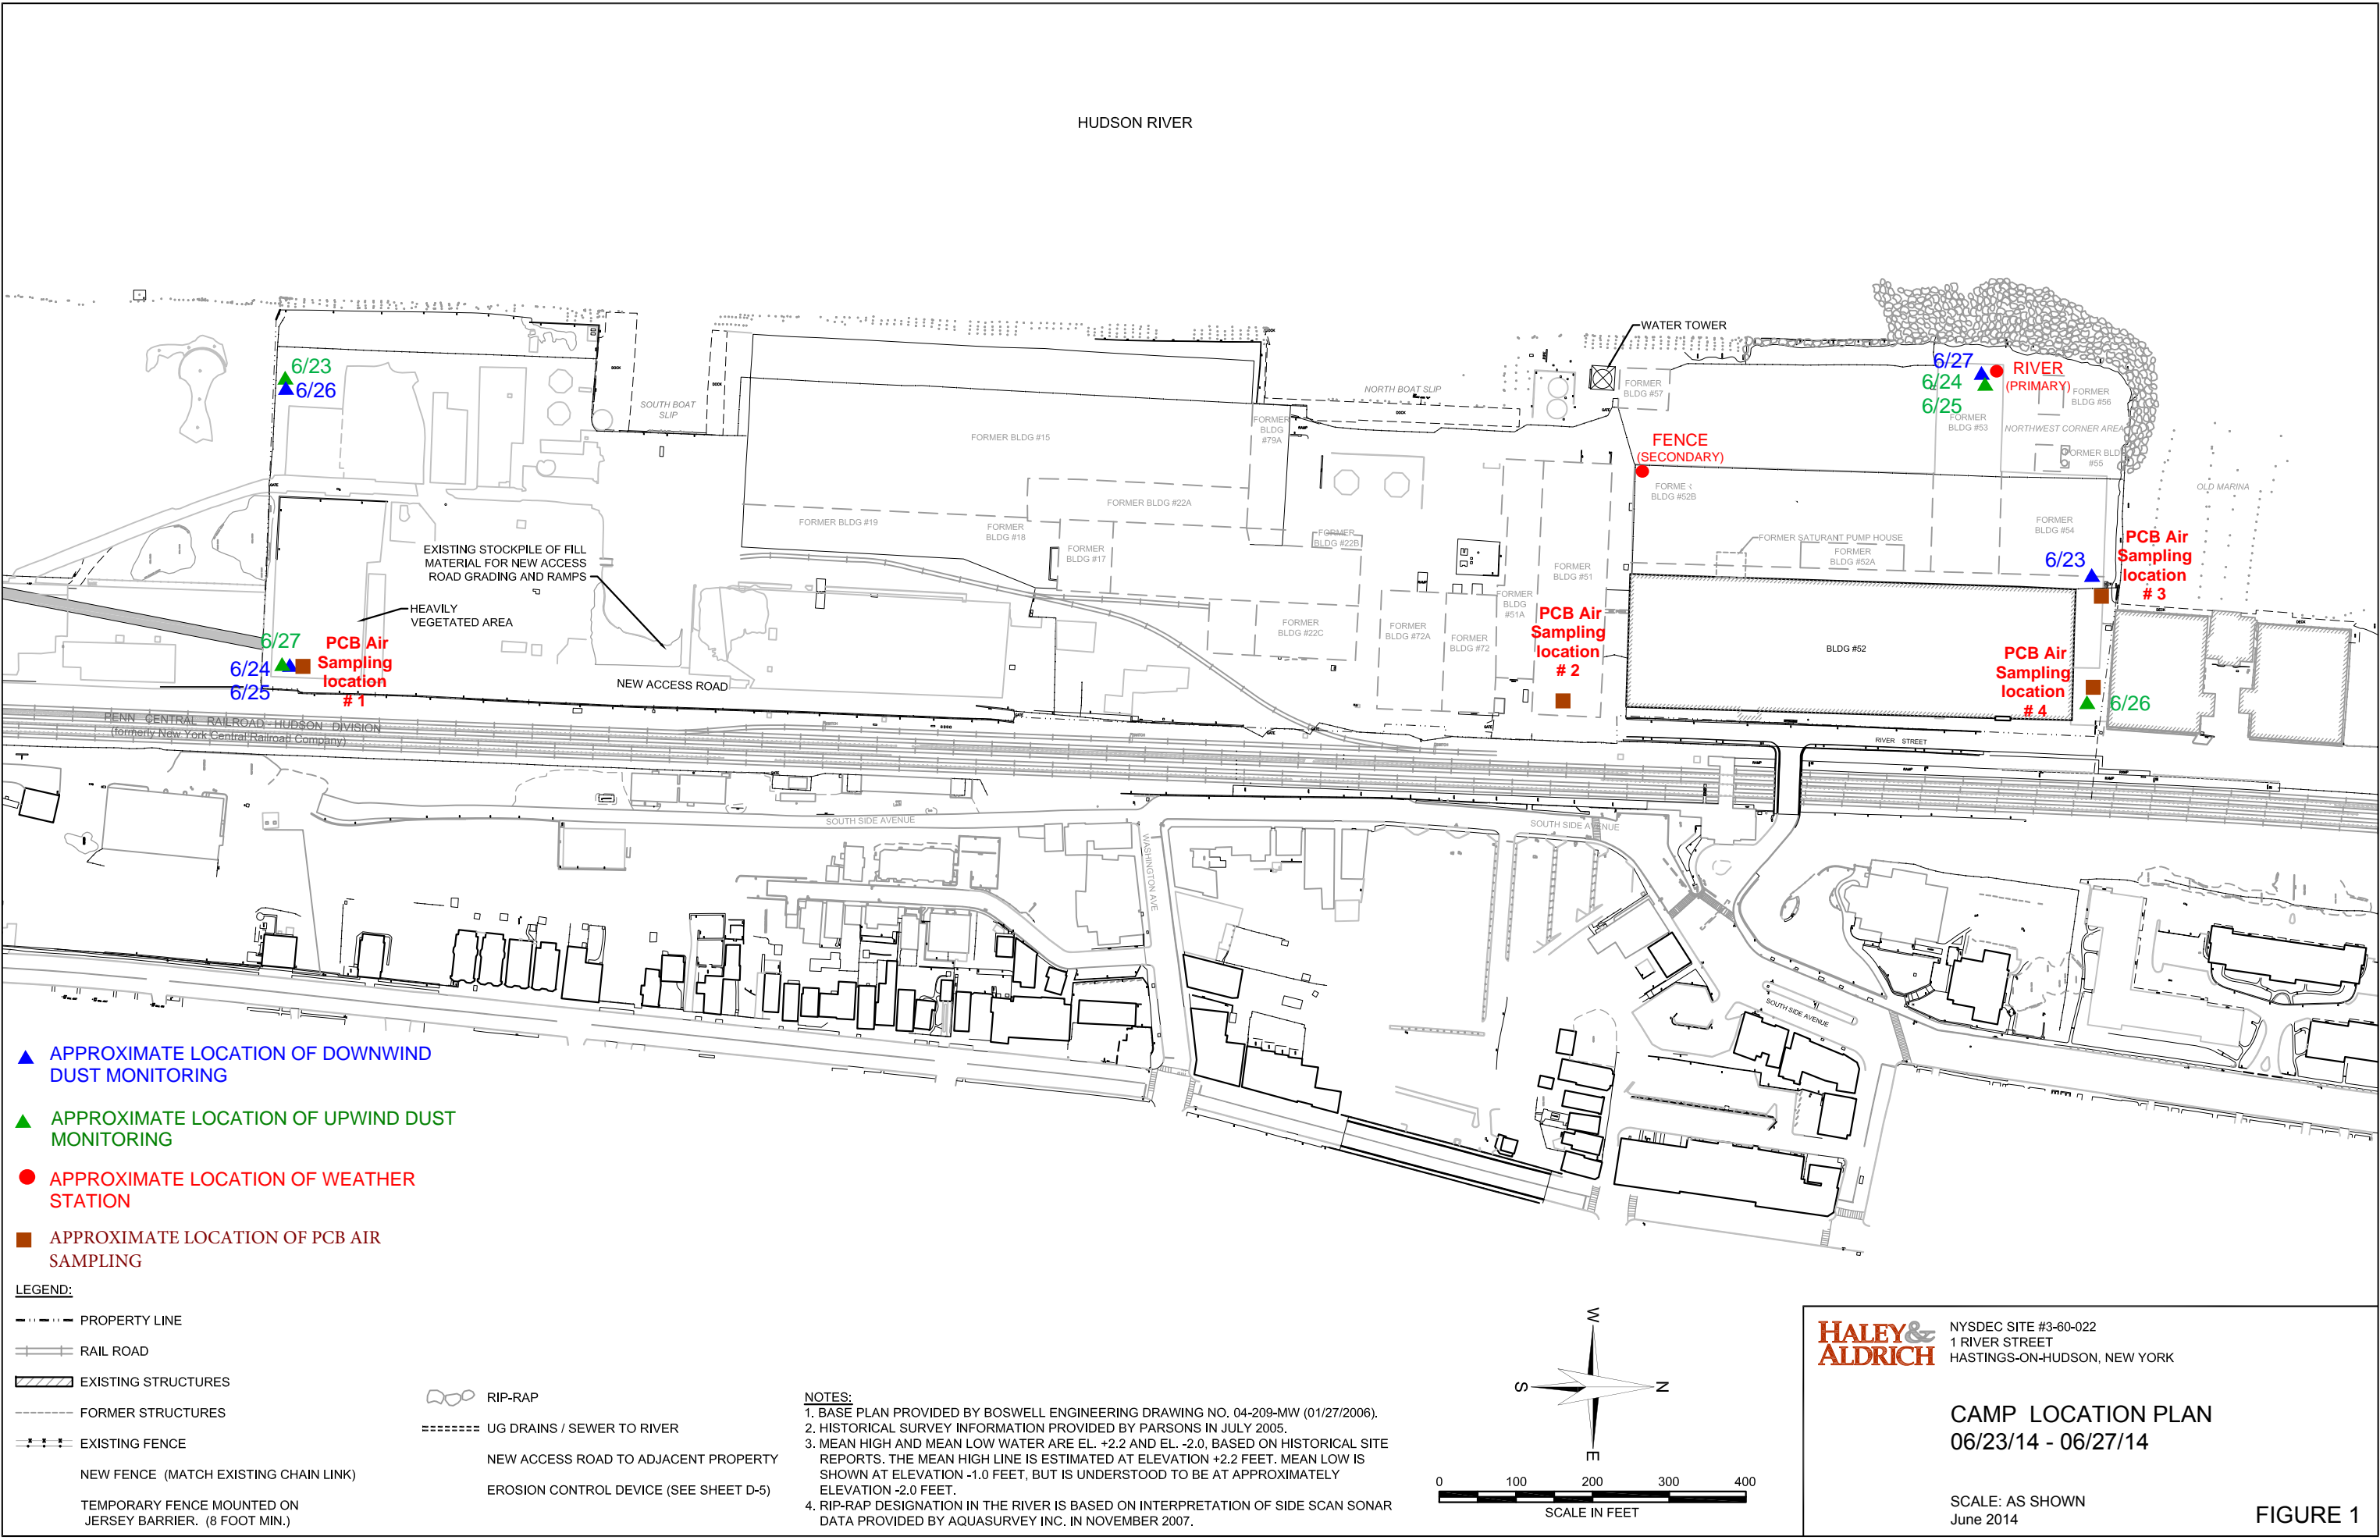 HUDSON RIVER
WATER TOWER
6/23
6/26
SOUTH BOAT
SLIP
DOCK
DOCK
DOCK
FORMER BLDG #15
FORMER
BLDG
#79A
NORTH BOAT SLIP
DOCK
FORMER
BLDG #57
6/27
6/24
6/25
RIVER
(PRIMARY)
FORMER
BLDG #56
FORMER
BLDG #53
NORTHWEST CORNER AREA
FORMER BLD
#55
FENCE
(SECONDARY)
FORME
BLDG #52B
OLD MARINA
FORMER BLDG #22A
FORMER BLDG #19
FORMER
BLDG #18
FORMER
BLDG #17
FORMER
BLDG #22B
FORMER
BLDG #54
FORMER SATURANT PUMP HOUSE
FORMER
BLDG #52A
6/23
PCB Air
Sampling
location
# 3
EXISTING STOCKPILE OF FILL
MATERIAL FOR NEW ACCESS
ROAD GRADING AND RAMPS
HEAVILY
VEGETATED AREA
FORMER
BLDG #51
FORMER
BLDG
#51A
FORMER
BLDG #22C
FORMER
BLDG #72A
FORMER
BLDG #72
PCB Air
Sampling
location
# 2
BLDG #52
PCB Air
Sampling
location
# 4
6/26
6/27
6/24
6/25
PCB Air
Sampling
location
# 1
NEW ACCESS ROAD
PENN CENTRAL RAILROAD - HUDSON DIVISION
(formerly New York Central Railroad Company)
RIVER STREET
SOUTH SIDE AVENUE
SOUTH SIDE AVENUE
WASHINGTON AVE
SOUTH SIDE AVENUE
APPROXIMATE LOCATION OF DOWNWIND
DUST MONITORING
APPROXIMATE LOCATION OF UPWIND DUST
MONITORING
APPROXIMATE LOCATION OF WEATHER
STATION
APPROXIMATE LOCATION OF PCB AIR
SAMPLING
LEGEND:
PROPERTY LINE
RAIL ROAD
EXISTING STRUCTURES
FORMER STRUCTURES
EXISTING FENCE
NEW FENCE (MATCH EXISTING CHAIN LINK)
TEMPORARY FENCE MOUNTED ON
JERSEY BARRIER. (8 FOOT MIN.)
RIP-RAP
UG DRAINS / SEWER TO RIVER
NEW ACCESS ROAD TO ADJACENT PROPERTY
EROSION CONTROL DEVICE (SEE SHEET D-5)
NOTES:
1. BASE PLAN PROVIDED BY BOSWELL ENGINEERING DRAWING NO. 04-209-MW (01/27/2006).
2. HISTORICAL SURVEY INFORMATION PROVIDED BY PARSONS IN JULY 2005.
3. MEAN HIGH AND MEAN LOW WATER ARE EL. +2.2 AND EL. -2.0, BASED ON HISTORICAL SITE
REPORTS. THE MEAN HIGH LINE IS ESTIMATED AT ELEVATION +2.2 FEET. MEAN LOW IS
SHOWN AT ELEVATION -1.0 FEET, BUT IS UNDERSTOOD TO BE AT APPROXIMATELY
ELEVATION -2.0 FEET.
4. RIP-RAP DESIGNATION IN THE RIVER IS BASED ON INTERPRETATION OF SIDE SCAN SONAR
DATA PROVIDED BY AQUASURVEY INC. IN NOVEMBER 2007.
W
S
N
E
0 100 200 300 400
SCALE IN FEET
HALEY&
ALDRICH
NYSDEC SITE #3-60-022
1 RIVER STREET
HASTINGS-ON-HUDSON, NEW YORK
CAMP LOCATION PLAN
06/23/14 - 06/27/14
SCALE: AS SHOWN
June 2014
FIGURE 1